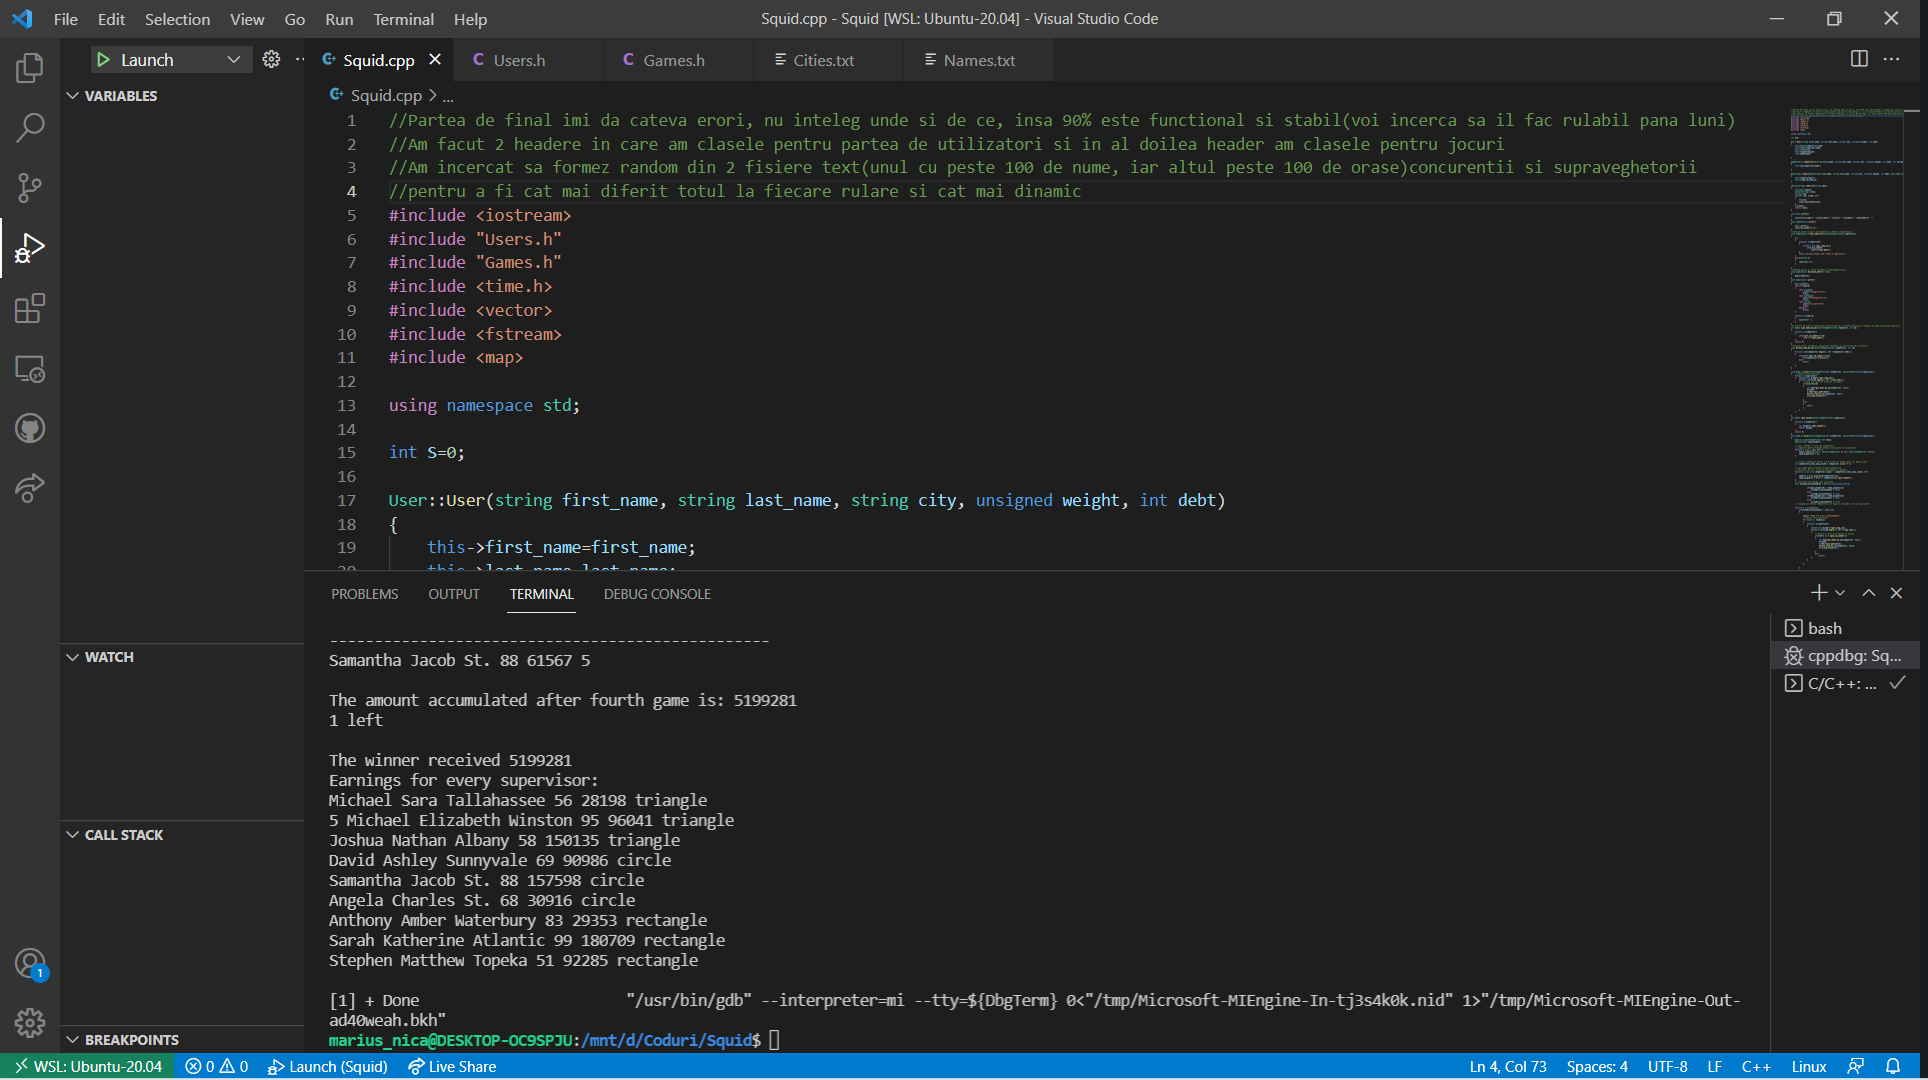 File Edit Selection View Go Run Terminal Help
Squid.cpp - Squid [WSL: Ubuntu-20.04] - Visual Studio Code
Launch
Squid.cpp
Users.h
Games.h
Cities.txt
Names.txt
VARIABLES
Squid.cpp > ...
1 //Partea de final imi da cateva erori, nu inteleg unde si de ce, insa 90% este functional si stabil(voi incerca sa il fac rulabil pana luni)
2 //Am facut 2 headere in care am clasele pentru partea de utilizatori si in al doilea header am clasele pentru jocuri
3 //Am incercat sa formez random din 2 fisiere text(unul cu peste 100 de nume, iar altul peste 100 de orase)concurentii si supraveghetorii
4 //pentru a fi cat mai diferit totul la fiecare rulare si cat mai dinamic
5 #include <iostream>
6 #include "Users.h"
7 #include "Games.h"
8 #include <time.h>
9 #include <vector>
10 #include <fstream>
11 #include <map>
12
13 using namespace std;
14
15 int S=0;
16
17 User::User(string first_name, string last_name, string city, unsigned weight, int debt)
18 {
19 this->first_name=first_name;
20 this->last_name=last_name;
PROBLEMS OUTPUT TERMINAL DEBUG CONSOLE
-------------------------------------------------
Samantha Jacob St. 88 61567 5
The amount accumulated after fourth game is: 5199281
1 left
The winner received 5199281
Earnings for every supervisor:
Michael Sara Tallahassee 56 28198 triangle
5 Michael Elizabeth Winston 95 96041 triangle
Joshua Nathan Albany 58 150135 triangle
David Ashley Sunnyvale 69 90986 circle
Samantha Jacob St. 88 157598 circle
Angela Charles St. 68 30916 circle
Anthony Amber Waterbury 83 29353 rectangle
Sarah Katherine Atlantic 99 180709 rectangle
Stephen Matthew Topeka 51 92285 rectangle
[1] + Done "/usr/bin/gdb" --interpreter=mi --tty=${DbgTerm} 0<"/tmp/Microsoft-MIEngine-In-tj3s4k0k.nid" 1>"/tmp/Microsoft-MIEngine-Out-
ad40weah.bkh"
marius_nica@DESKTOP-OC9SPJU:/mnt/d/Coduri/Squid$
bash
cppdbg: Sq...
C/C++: ...
WATCH
CALL STACK
BREAKPOINTS
1
WSL: Ubuntu-20.04 0 0 Launch (Squid) Live Share
Ln 4, Col 73 Spaces: 4 UTF-8 LF C++ Linux